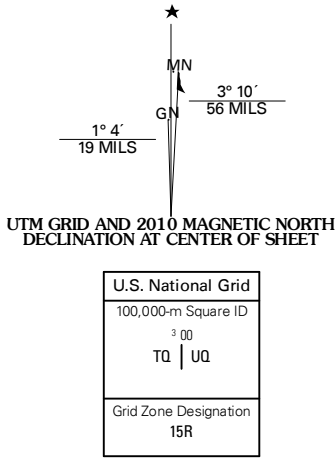 ★
MN
GN
3° 10´
56 MILS
1° 4´
19 MILS
UTM GRID AND 2010 MAGNETIC NORTH
DECLINATION AT CENTER OF SHEET
U.S. National Grid
100,000-m Square ID
3 00
TQ | UQ
Grid Zone Designation
15R